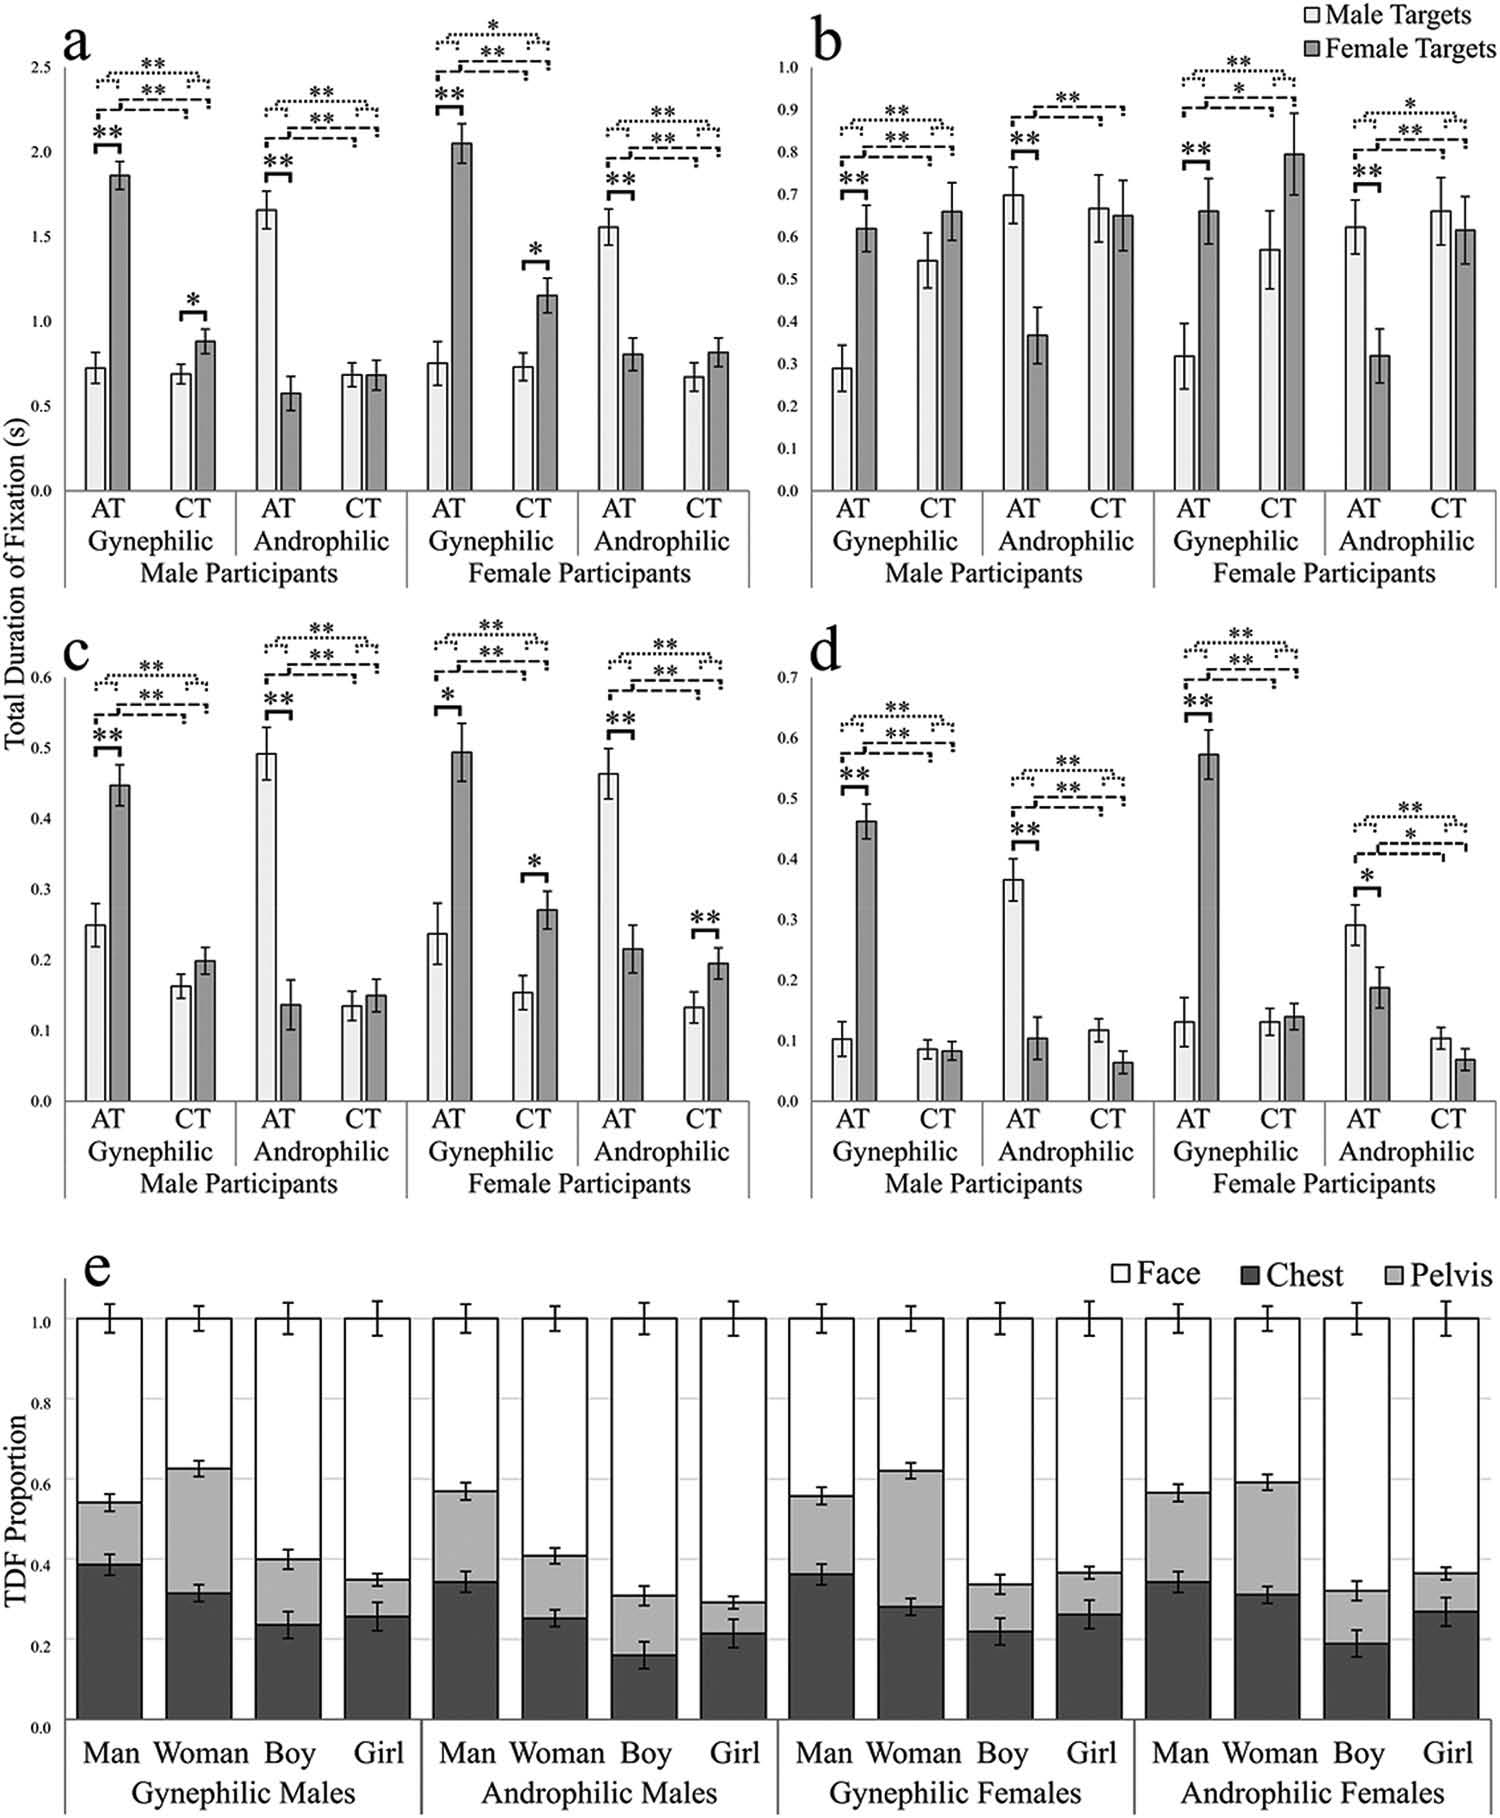 a
b
Male Targets
Female Targets
Total Duration of Fixation (s)
2.5
2.0
1.5
1.0
0.5
0.0
** ** ** ** ** * ** ** ** * ** ** * ** ** **
AT CT AT CT AT CT AT CT
Gynephilic Androphilic Gynephilic Androphilic
Male Participants Female Participants
1.0
0.9
0.8
0.7
0.6
0.5
0.4
0.3
0.2
0.1
0.0
** ** ** ** ** ** * ** * ** **
AT CT AT CT AT CT AT CT
Gynephilic Androphilic Gynephilic Androphilic
Male Participants Female Participants
c
0.6
0.5
0.4
0.3
0.2
0.1
0.0
** ** ** ** ** ** ** ** * * ** ** ** **
AT CT AT CT AT CT AT CT
Gynephilic Androphilic Gynephilic Androphilic
Male Participants Female Participants
d
0.7
0.6
0.5
0.4
0.3
0.2
0.1
0.0
** ** ** ** ** ** ** ** ** ** * *
AT CT AT CT AT CT AT CT
Gynephilic Androphilic Gynephilic Androphilic
Male Participants Female Participants
e
Face Chest Pelvis
TDF Proportion
1.0
0.8
0.6
0.4
0.2
0.0
Man Woman Boy Girl Man Woman Boy Girl Man Woman Boy Girl Man Woman Boy Girl
Gynephilic Males Androphilic Males Gynephilic Females Androphilic Females